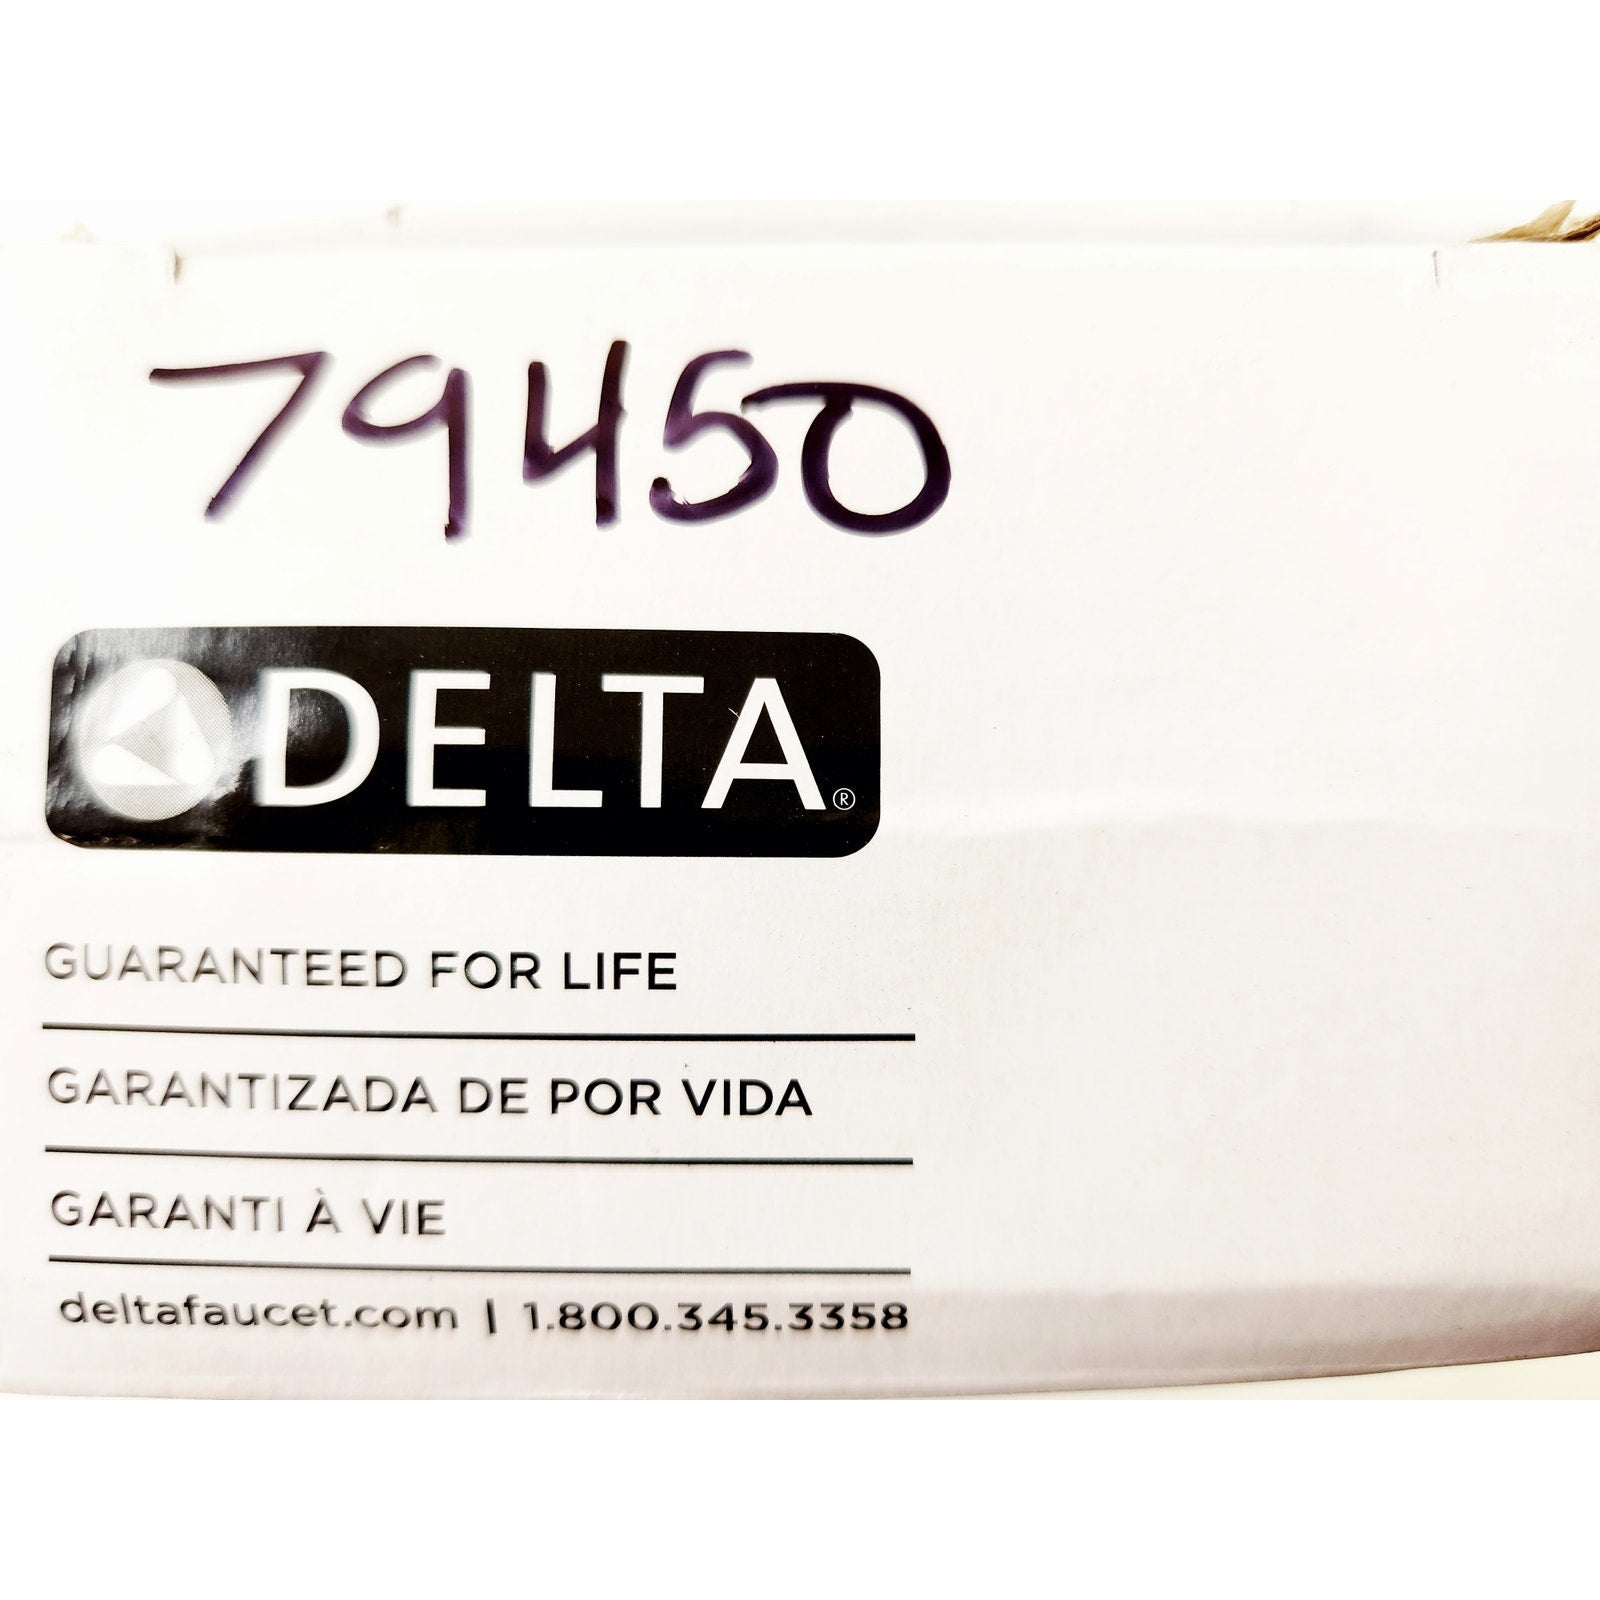 79450
DELTA®
GUARANTEED FOR LIFE
GARANTIZADA DE POR VIDA
GARANTI À VIE
deltafaucet.com | 1.800.345.3358